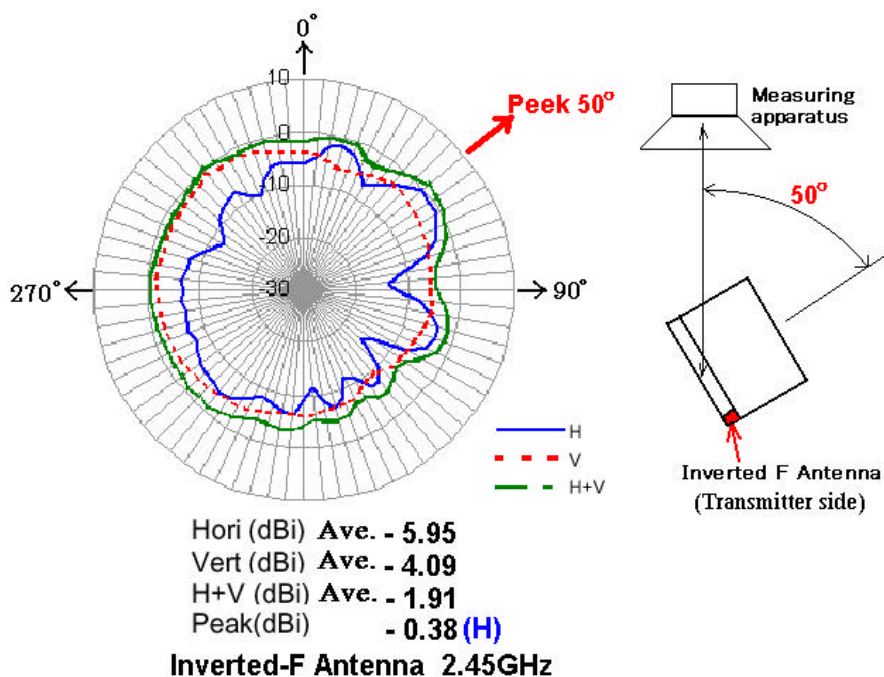 0°
10
0
-10
-20
-30
270°
90°
Peek 50°
Measuring
apparatus
50°
H
V
H+V
Inverted F Antenna
(Transmitter side)
Hori (dBi) Ave. - 5.95
Vert (dBi) Ave. - 4.09
H+V (dBi) Ave. - 1.91
Peak(dBi) - 0.38 (H)
Inverted-F Antenna 2.45GHz